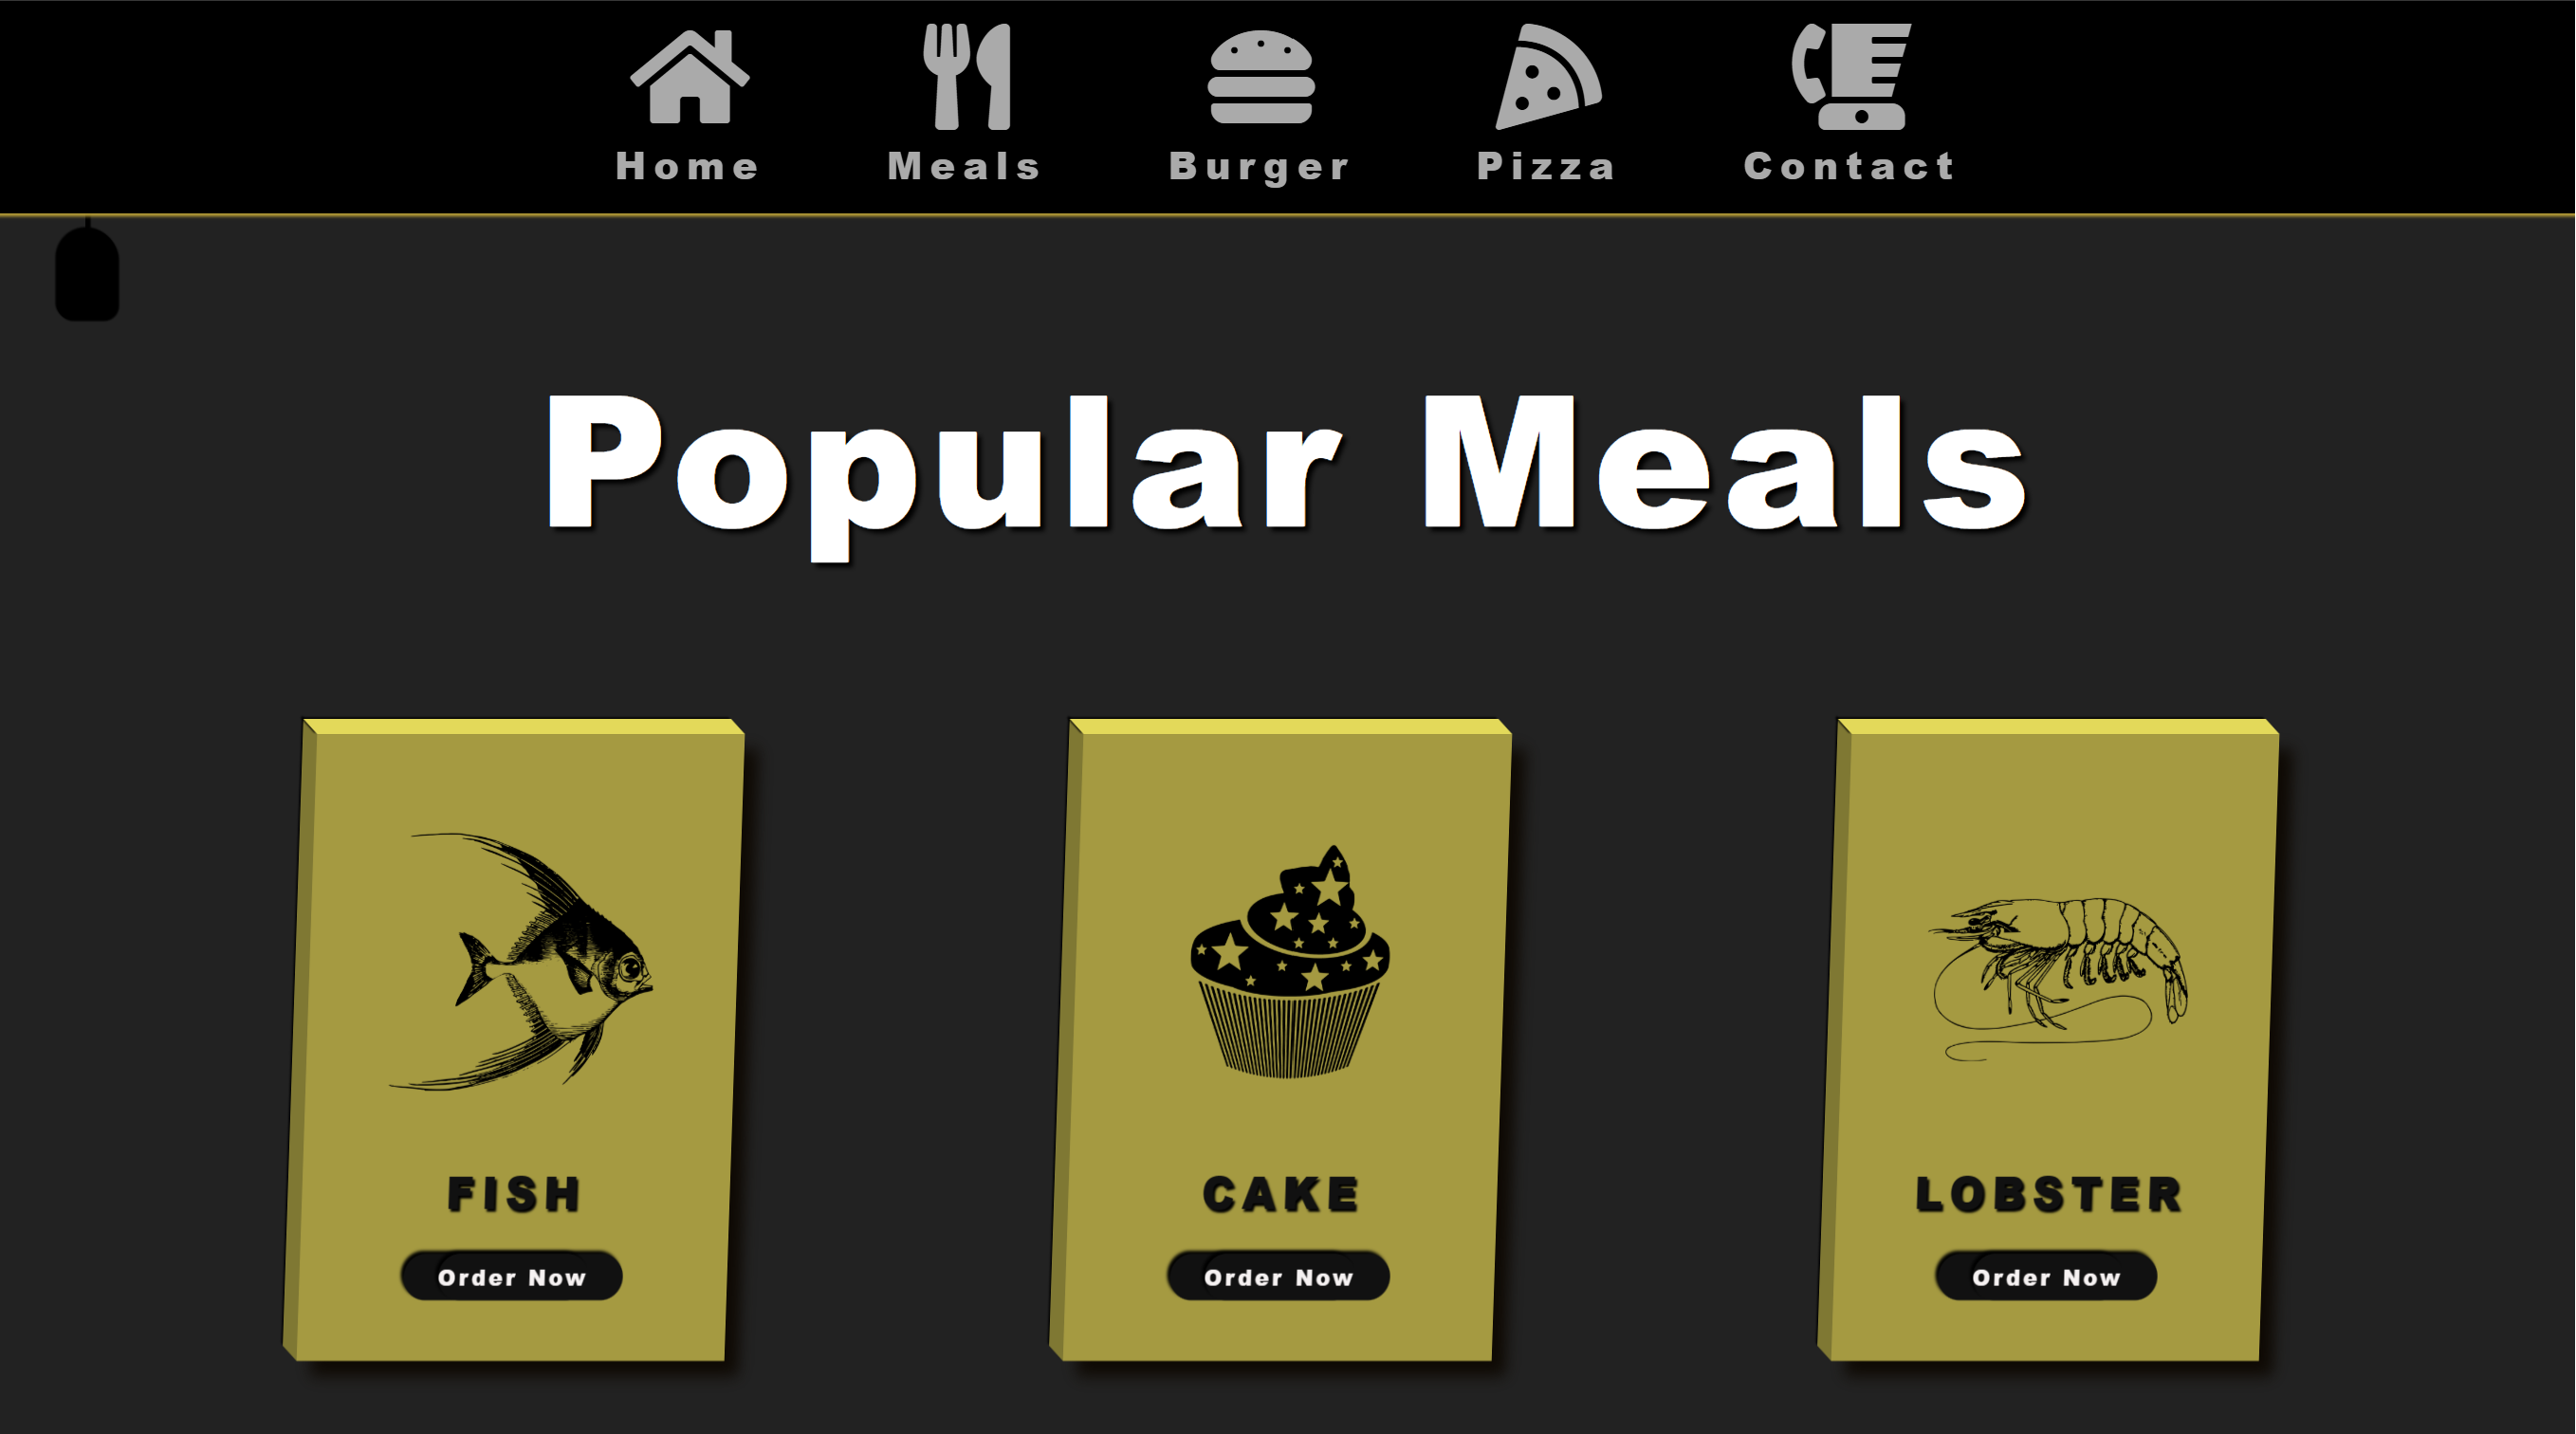 Home Meals Burger Pizza Contact
Popular Meals
FISH CAKE LOBSTER
Order Now Order Now Order Now